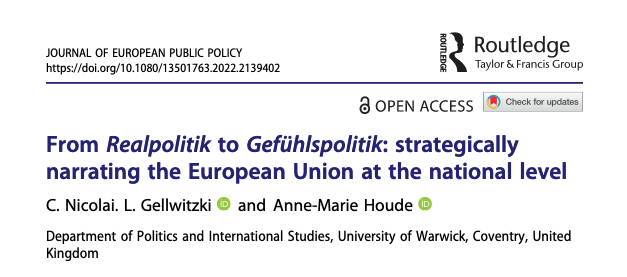 JOURNAL OF EUROPEAN PUBLIC POLICY
https://doi.org/10.1080/13501763.2022.2139402
ROUTLEDGE
Routledge
Taylor & Francis Group
OPEN ACCESS
Check for updates
From Realpolitik to Gefühlspolitik: strategically
narrating the European Union at the national level
C. Nicolai. L. Gellwitzki iD and Anne-Marie Houde iD
Department of Politics and International Studies, University of Warwick, Coventry, United
Kingdom